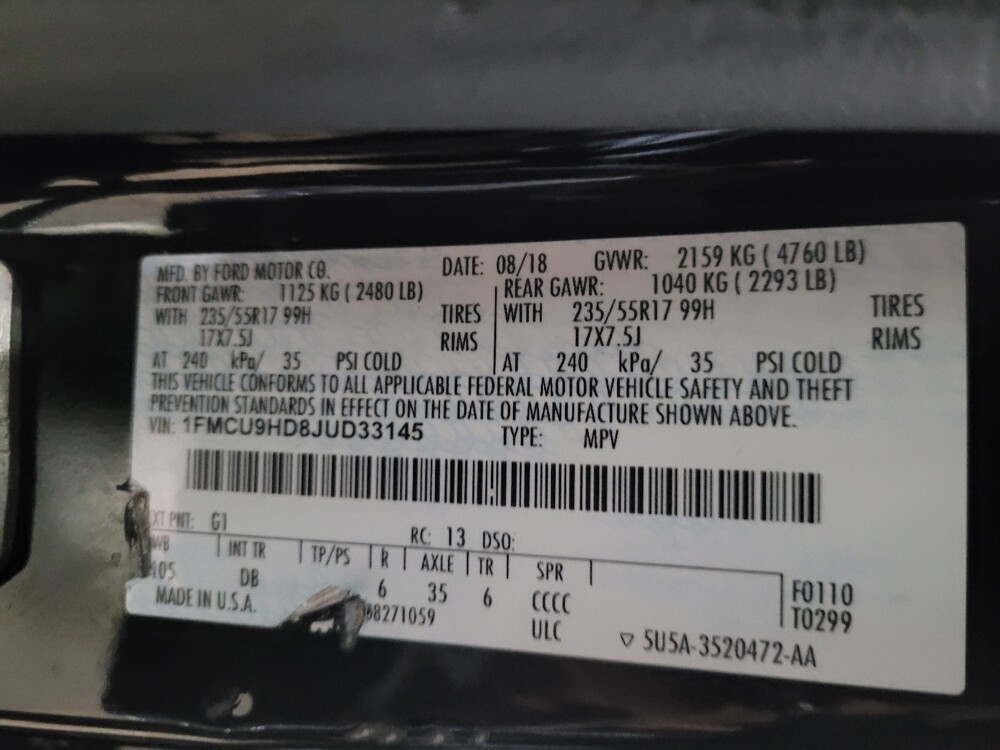 MFD. BY FORD MOTOR CO. DATE: 08/18 GVWR: 2159 KG ( 4760 LB)
FRONT GAWR: 1125 KG ( 2480 LB) REAR GAWR: 1040 KG ( 2293 LB)
WITH 235/55R17 99H TIRES WITH 235/55R17 99H TIRES
17X7.5J RIMS 17X7.5J RIMS
AT 240 kPa/ 35 PSI COLD AT 240 kPa/ 35 PSI COLD
THIS VEHICLE CONFORMS TO ALL APPLICABLE FEDERAL MOTOR VEHICLE SAFETY AND THEFT
PREVENTION STANDARDS IN EFFECT ON THE DATE OF MANUFACTURE SHOWN ABOVE.
VIN: 1FMCU9HD8JUD33145 TYPE: MPV
XT PNT: G1 RC: 13 DSO:
WB INT TR TP/PS R AXLE TR SPR
105 DB 6 35 6 CCCC F0110
MADE IN U.S.A. 08271059 ULC T0299
▽ 5U5A-3520472-AA